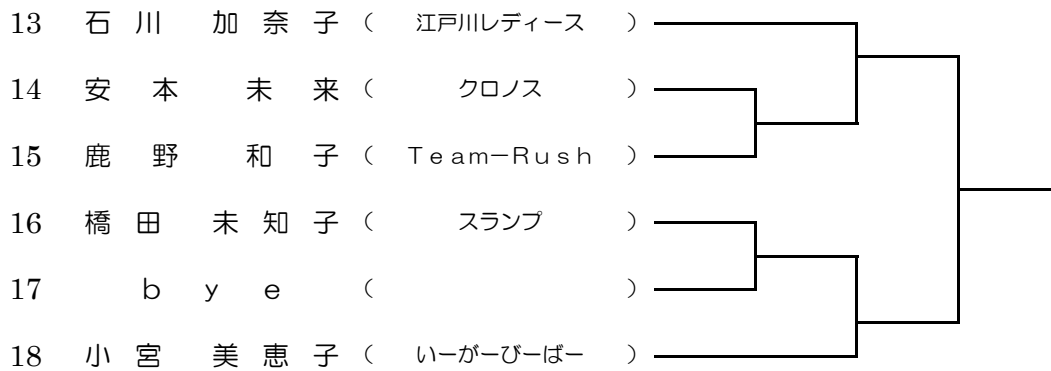 13 石川 加奈子 ( 江戸川レディース )
14 安本 未来 ( クロノス )
15 鹿野 和子 ( Team−Rush )
16 橋田 未知子 ( スランプ )
17 bye ( )
18 小宮 美恵子 ( いーがーびーばー )